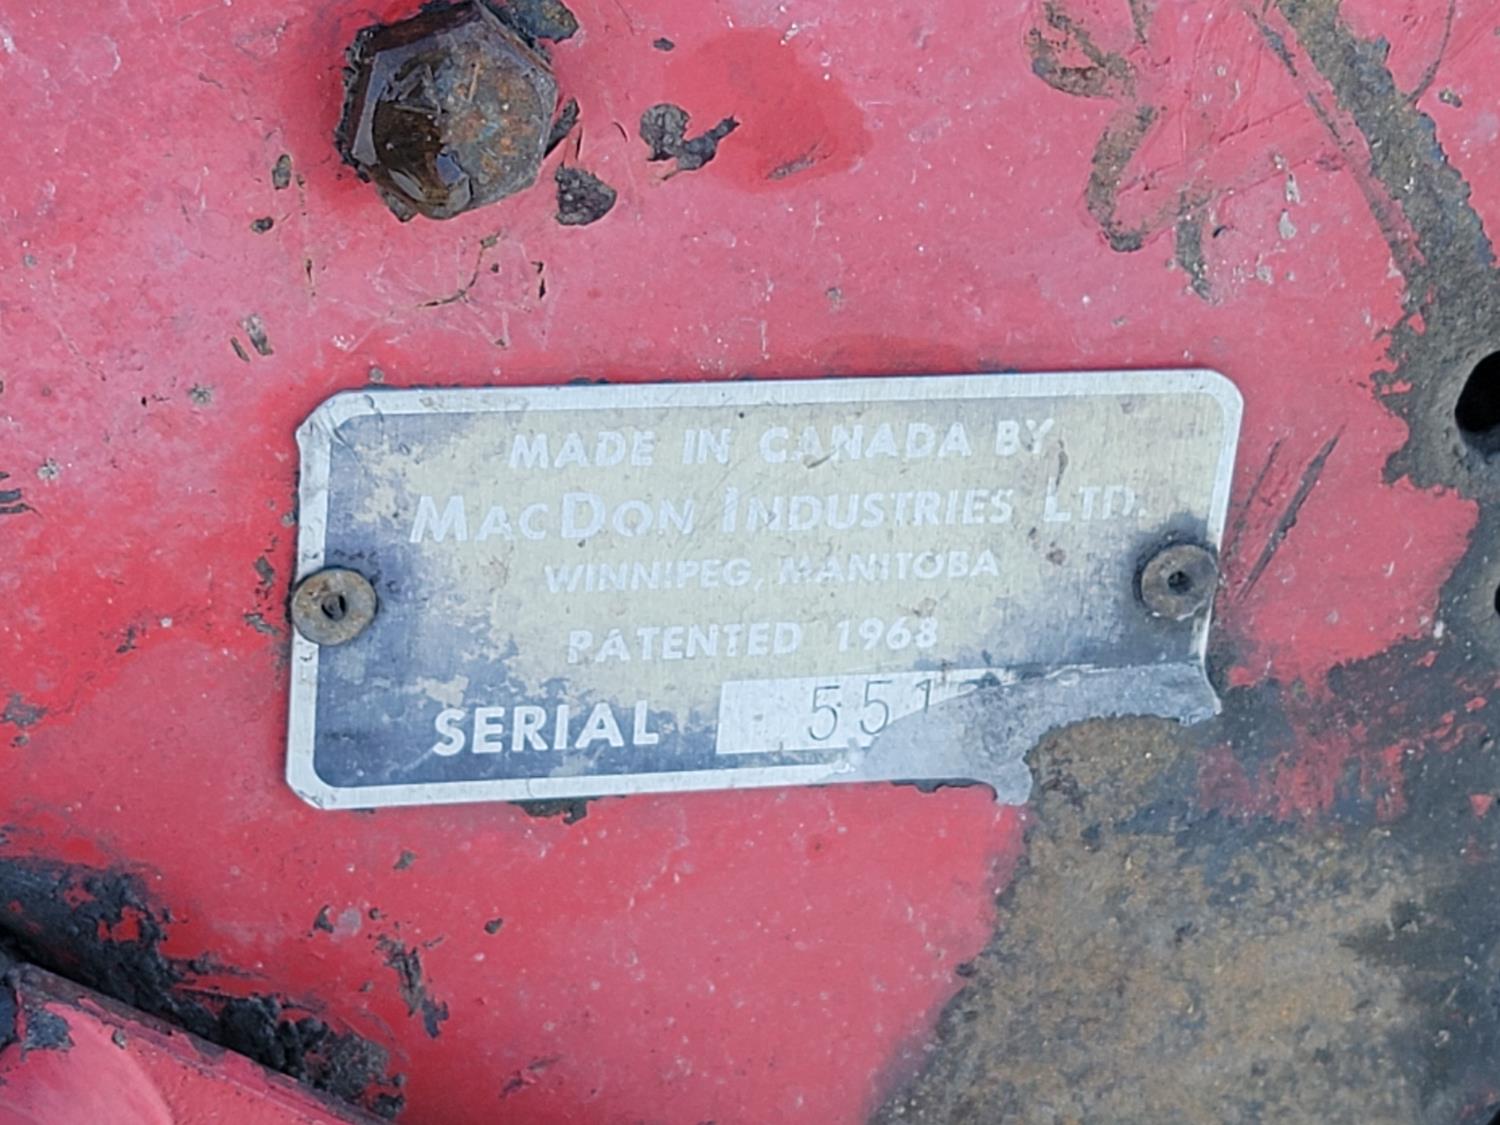 MADE IN CANADA BY
MACDON INDUSTRIES LTD.
WINNIPEG, MANITOBA
PATENTED 1968
SERIAL 551